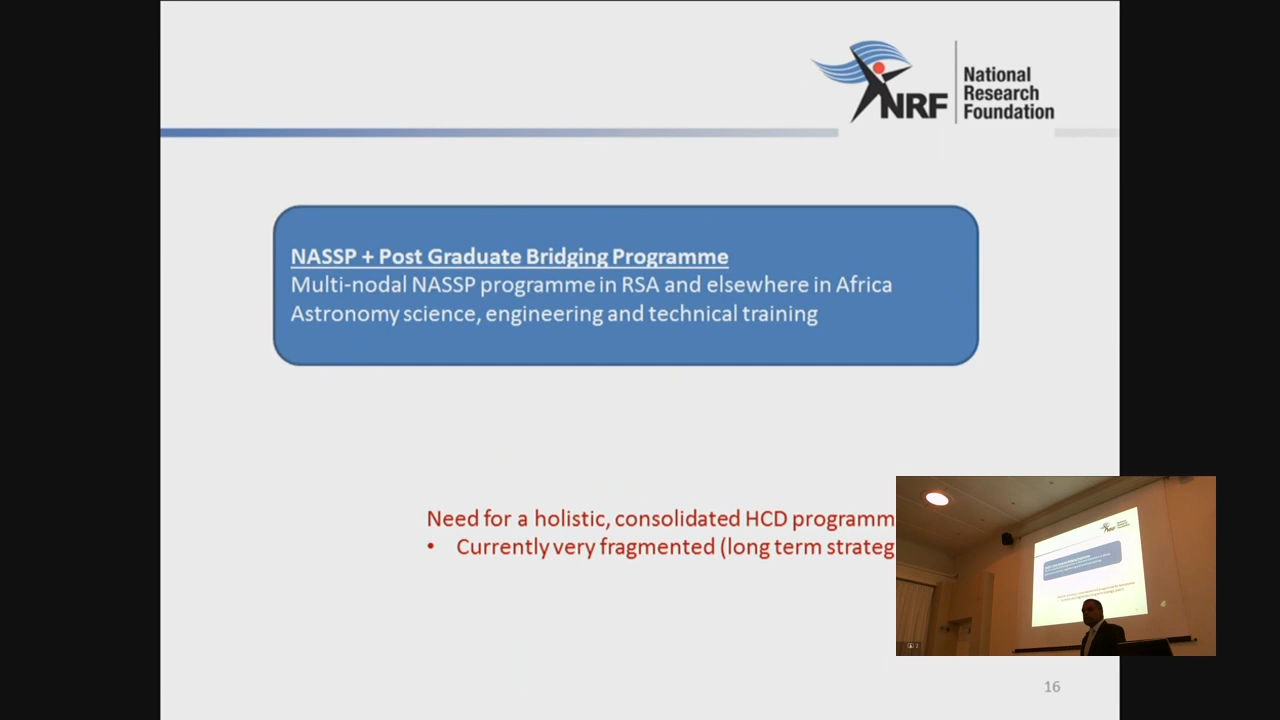 National
Research
Foundation
NRF
NASSP + Post Graduate Bridging Programme
Multi-nodal NASSP programme in RSA and elsewhere in Africa
Astronomy science, engineering and technical training
Need for a holistic, consolidated HCD programm
• Currently very fragmented (long term strateg
16